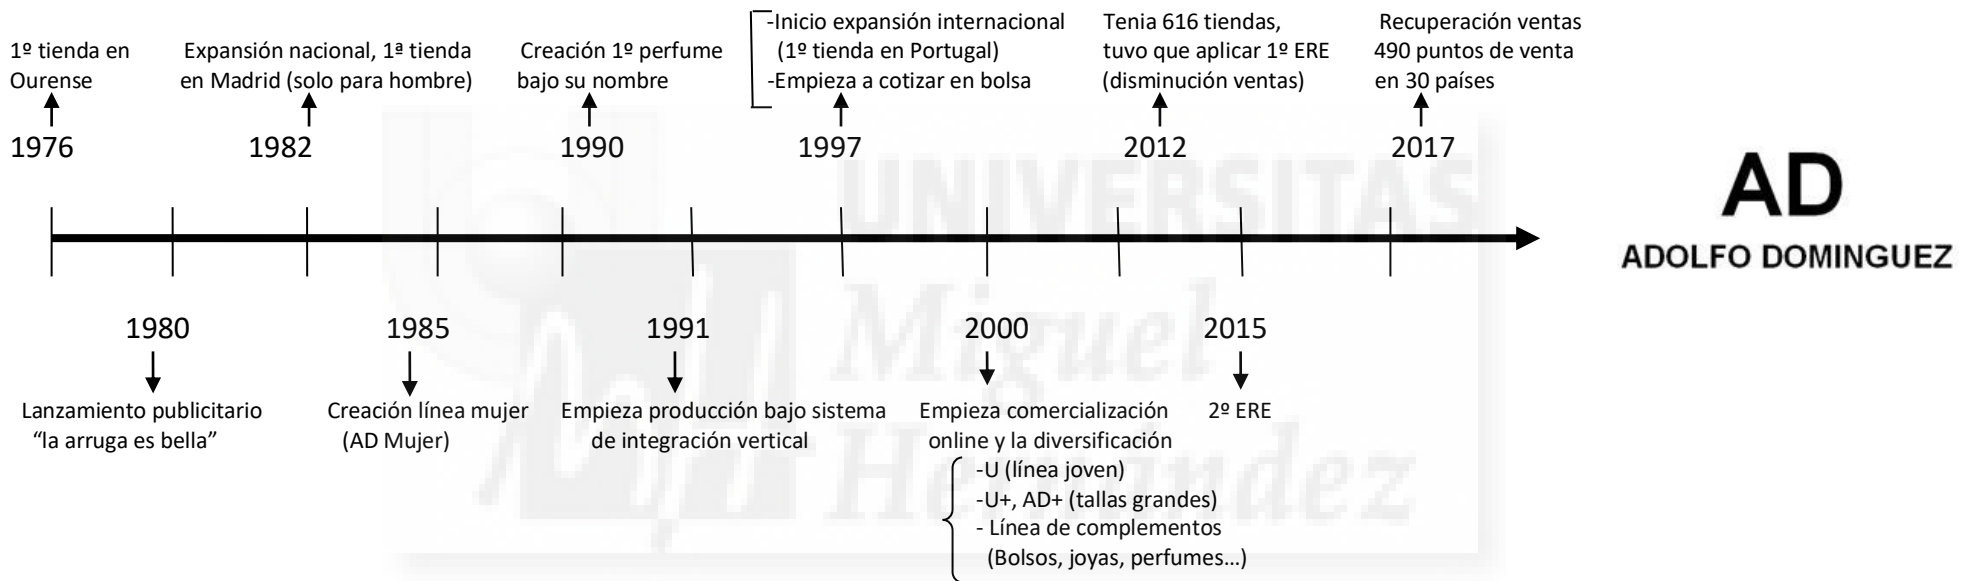 1º tienda en
Ourense
1976
Expansión nacional, 1ª tienda
en Madrid (solo para hombre)
1982
Creación 1º perfume
bajo su nombre
1990
-Inicio expansión internacional
(1º tienda en Portugal)
-Empieza a cotizar en bolsa
1997
Tenia 616 tiendas,
tuvo que aplicar 1º ERE
(disminución ventas)
2012
Recuperación ventas
490 puntos de venta
en 30 países
2017
AD
ADOLFO DOMINGUEZ
UNIVERSITAS
Miguel
Hernández
1980
Lanzamiento publicitario
“la arruga es bella”
1985
Creación línea mujer
(AD Mujer)
1991
Empieza producción bajo sistema
de integración vertical
2000
Empieza comercialización
online y la diversificación
-U (línea joven)
-U+, AD+ (tallas grandes)
- Línea de complementos
(Bolsos, joyas, perfumes…)
2015
2º ERE